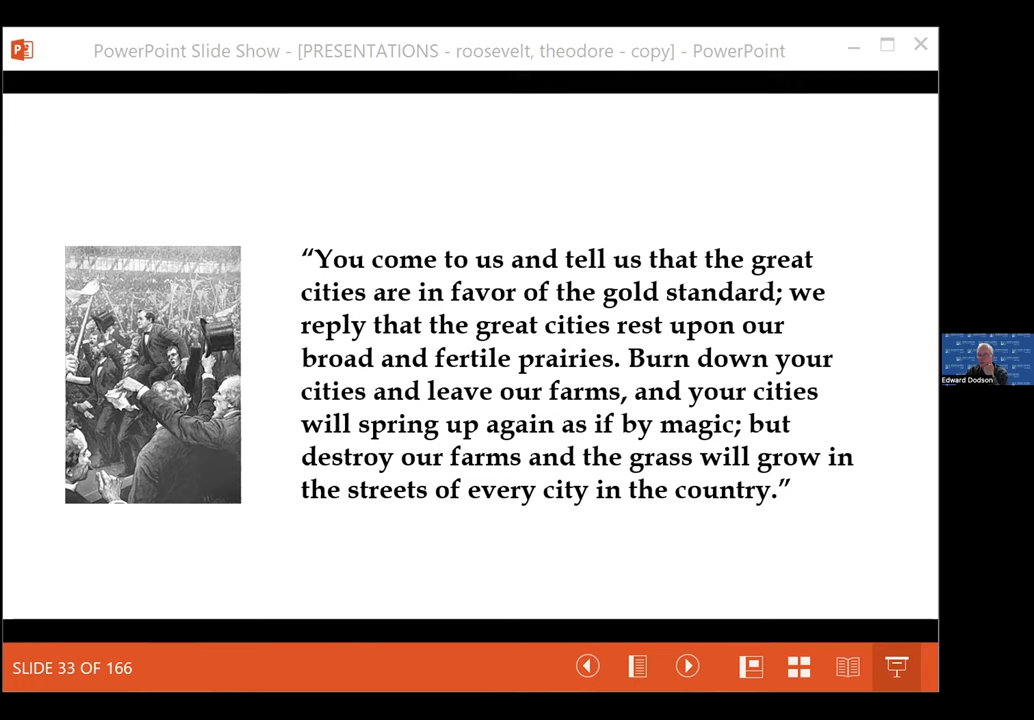 PowerPoint Slide Show - [PRESENTATIONS - roosevelt, theodore - copy] - PowerPoint
“You come to us and tell us that the great
cities are in favor of the gold standard; we
reply that the great cities rest upon our
broad and fertile prairies. Burn down your
cities and leave our farms, and your cities
will spring up again as if by magic; but
destroy our farms and the grass will grow in
the streets of every city in the country.”
Edward Dodson
SLIDE 33 OF 166